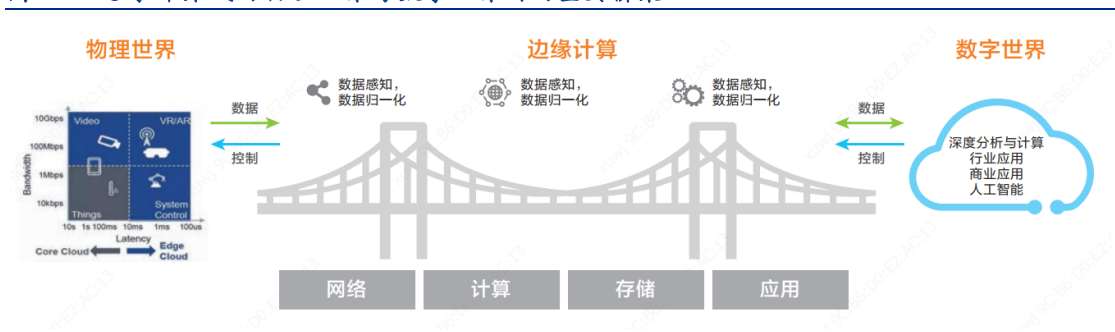 物理世界
边缘计算
数字世界
数据感知,
数据归一化
数据感知,
数据归一化
数据感知,
数据归一化
数据
控制
数据
控制
10Gbps
100Mbps
1Mbps
10kbps
Bandwidth
Video
VR/AR
Things
System
Control
10s 1s 100ms 10ms 1ms 100us
Latency
Core Cloud
Edge
Cloud
深度分析与计算
行业应用
商业应用
人工智能
网络
计算
存储
应用